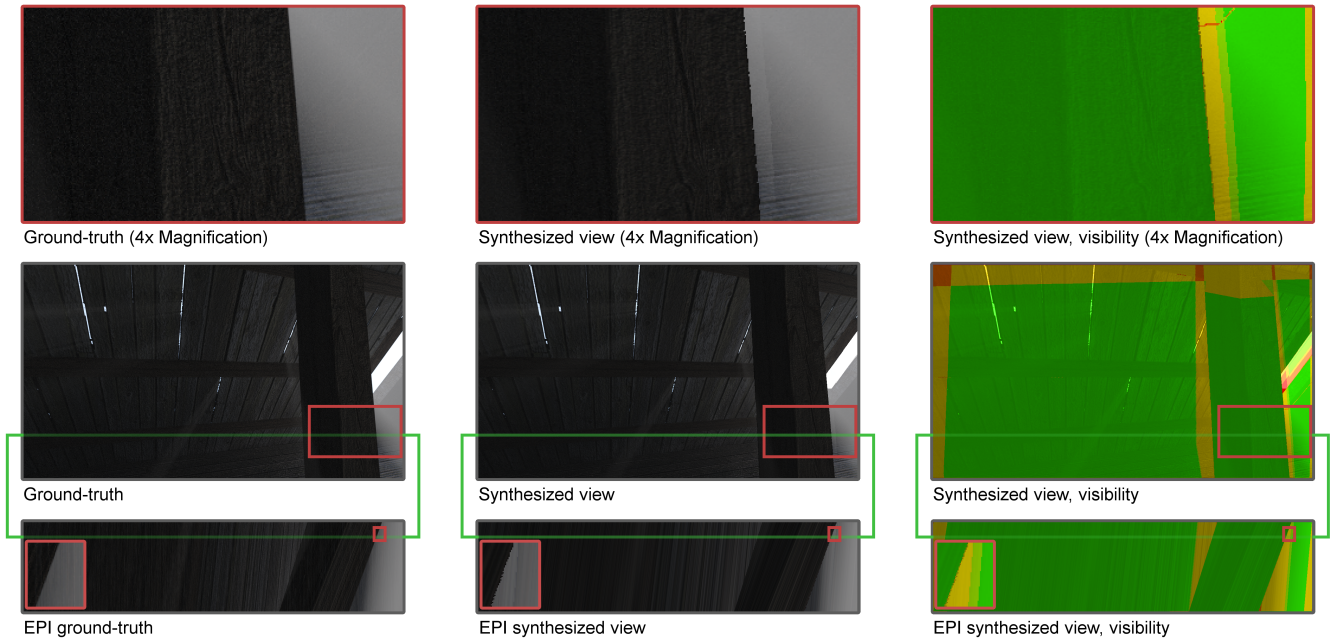 Ground-truth (4x Magnification)
Synthesized view (4x Magnification)
Synthesized view, visibility (4x Magnification)
Ground-truth
Synthesized view
Synthesized view, visibility
EPI ground-truth
EPI synthesized view
EPI synthesized view, visibility